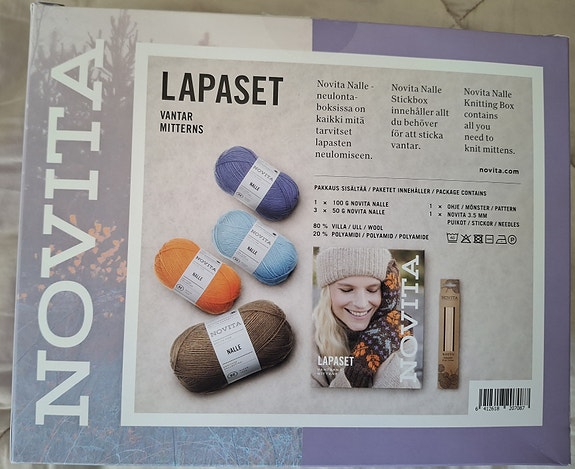 NOVITA
LAPASET
VANTAR
MITTERNS
Novita Nalle -
neulonta-
boksissa on
kaikki mitä
tarvitset
lapasten
neulomiseen.
Novita Nalle
Stickbox
innehåller allt
du behöver
för att sticka
vantar.
Novita Nalle
Knitting Box
contains
all you
need to
knit mittens.
novita.com
PAKKAUS SISÄLTÄÄ / PAKETET INNEHÅLLER / PACKAGE CONTAINS
1 × 100 G NOVITA NALLE
3 × 50 G NOVITA NALLE
1 × OHJE / MÖNSTER / PATTERN
1 × NOVITA 3.5 MM
PUIKOT / STICKOR / NEEDLES
80 % VILLA / ULL / WOOL
20 % POLYAMIDI / POLYAMID / POLYAMIDE
NOVITA
NALLE
NOVITA
NALLE
NOVITA
NALLE
NOVITA
NALLE
NOVITA
LAPASET
NOVITA
6 412618 207087